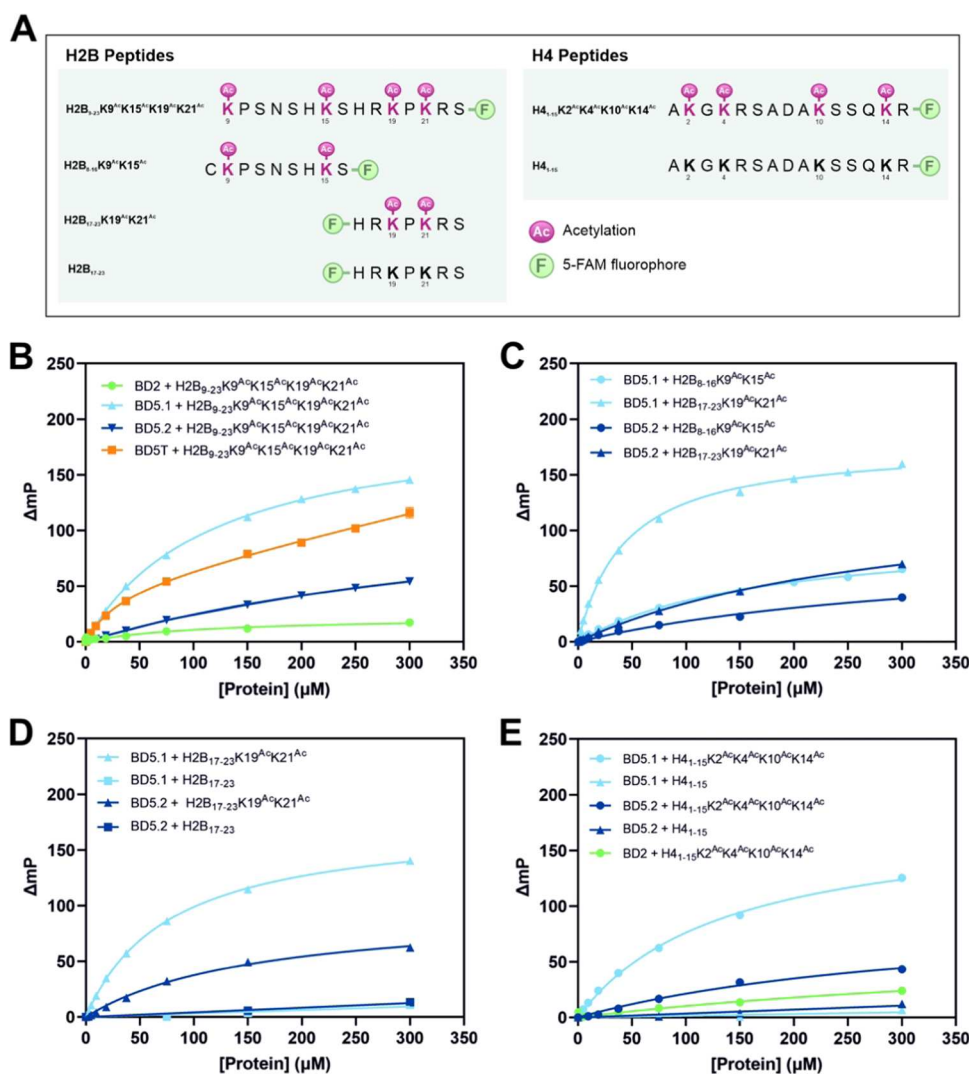 A
H2B Peptides
H2B9-23K9AcK15AcK19AcK21Ac
Ac Ac Ac Ac
K P S N S H K S H R K P K R S F
9 15 19 21
H2B8-16K9AcK15Ac
Ac Ac
C K P S N S H K S F
9 15
H2B17-23K19AcK21Ac
Ac Ac
F H R K P K R S
19 21
H2B17-23
F H R K P K R S
19 21
H4 Peptides
H41-15K2AcK4AcK10AcK14Ac
Ac Ac Ac Ac
A K G K R S A D A K S S Q K R F
2 4 10 14
H41-15
A K G K R S A D A K S S Q K R F
2 4 10 14
Ac Acetylation
F 5-FAM fluorophore
B
250
200
150
100
50
0
ΔmP
BD2 + H2B9-23K9AcK15AcK19AcK21Ac
BD5.1 + H2B9-23K9AcK15AcK19AcK21Ac
BD5.2 + H2B9-23K9AcK15AcK19AcK21Ac
BD5T + H2B9-23K9AcK15AcK19AcK21Ac
0 50 100 150 200 250 300 350
[Protein] (μM)
C
250
200
150
100
50
0
ΔmP
BD5.1 + H2B8-16K9AcK15Ac
BD5.1 + H2B17-23K19AcK21Ac
BD5.2 + H2B8-16K9AcK15Ac
BD5.2 + H2B17-23K19AcK21Ac
0 50 100 150 200 250 300 350
[Protein] (μM)
D
250
200
150
100
50
0
ΔmP
BD5.1 + H2B17-23K19AcK21Ac
BD5.1 + H2B17-23
BD5.2 + H2B17-23K19AcK21Ac
BD5.2 + H2B17-23
0 50 100 150 200 250 300 350
[Protein] (μM)
E
250
200
150
100
50
0
ΔmP
BD5.1 + H41-15K2AcK4AcK10AcK14Ac
BD5.1 + H41-15
BD5.2 + H41-15K2AcK4AcK10AcK14Ac
BD5.2 + H41-15
BD2 + H41-15K2AcK4AcK10AcK14Ac
0 50 100 150 200 250 300 350
[Protein] (μM)